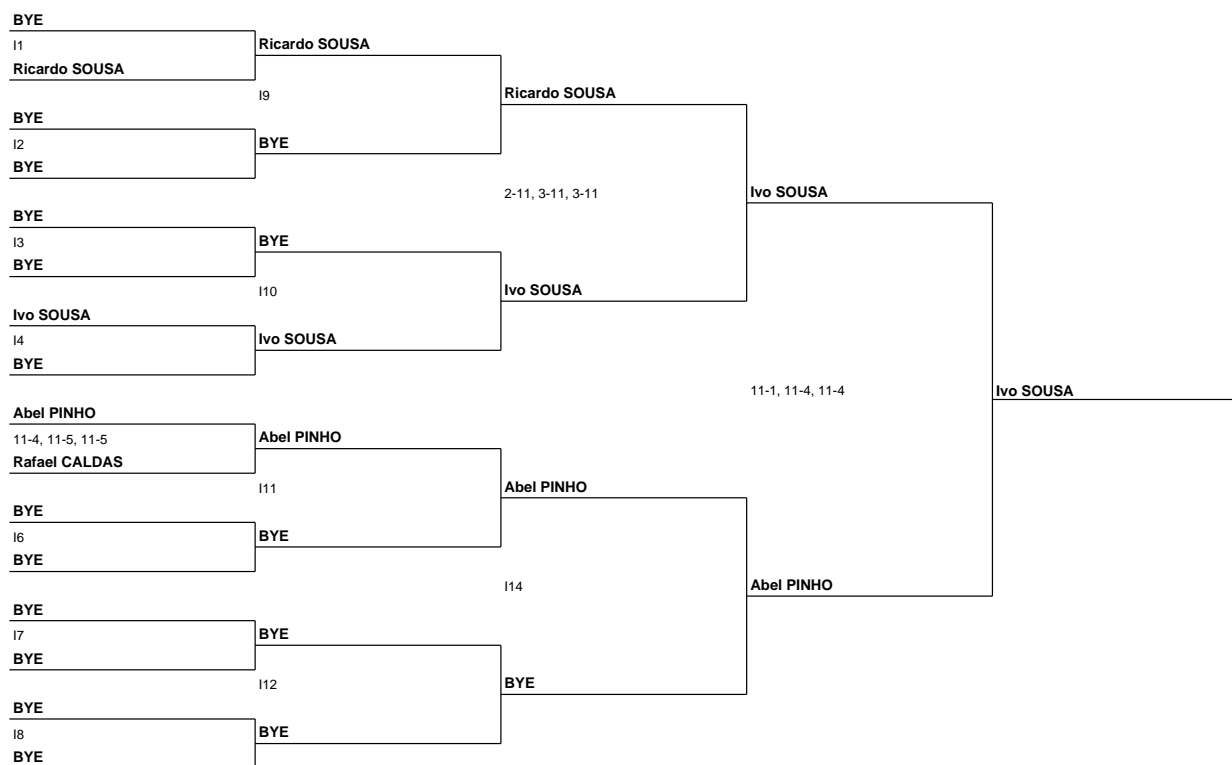 BYE
I1
Ricardo SOUSA
Ricardo SOUSA
I9
Ricardo SOUSA
BYE
I2
BYE
BYE
2-11, 3-11, 3-11
Ivo SOUSA
BYE
I3
BYE
BYE
I10
Ivo SOUSA
Ivo SOUSA
I4
BYE
Ivo SOUSA
11-1, 11-4, 11-4
Ivo SOUSA
Abel PINHO
11-4, 11-5, 11-5
Rafael CALDAS
Abel PINHO
I11
Abel PINHO
BYE
I6
BYE
BYE
I14
Abel PINHO
BYE
I7
BYE
BYE
I12
BYE
BYE
I8
BYE
BYE